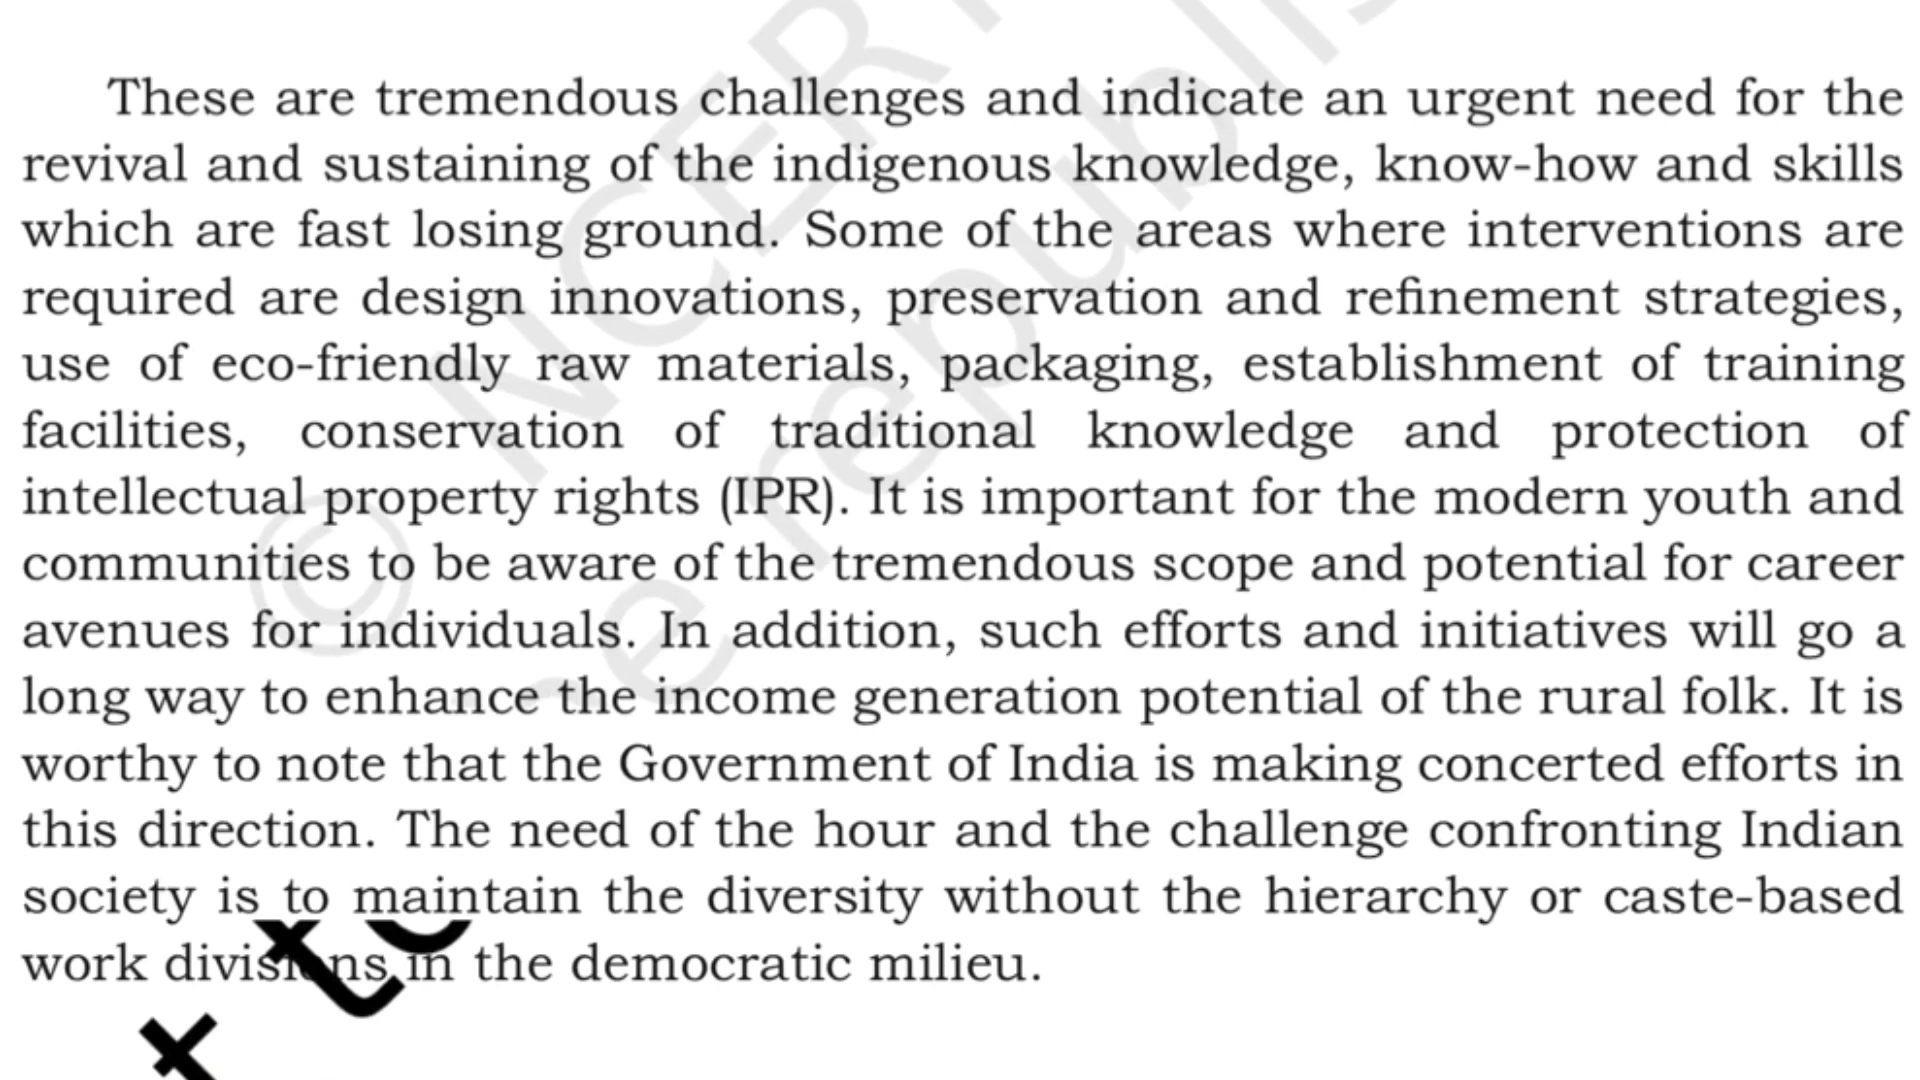 These are tremendous challenges and indicate an urgent need for the
revival and sustaining of the indigenous knowledge, know-how and skills
which are fast losing ground. Some of the areas where interventions are
required are design innovations, preservation and refinement strategies,
use of eco-friendly raw materials, packaging, establishment of training
facilities, conservation of traditional knowledge and protection of
intellectual property rights (IPR). It is important for the modern youth and
communities to be aware of the tremendous scope and potential for career
avenues for individuals. In addition, such efforts and initiatives will go a
long way to enhance the income generation potential of the rural folk. It is
worthy to note that the Government of India is making concerted efforts in
this direction. The need of the hour and the challenge confronting Indian
society is to maintain the diversity without the hierarchy or caste-based
work divisions in the democratic milieu.
© NCERT